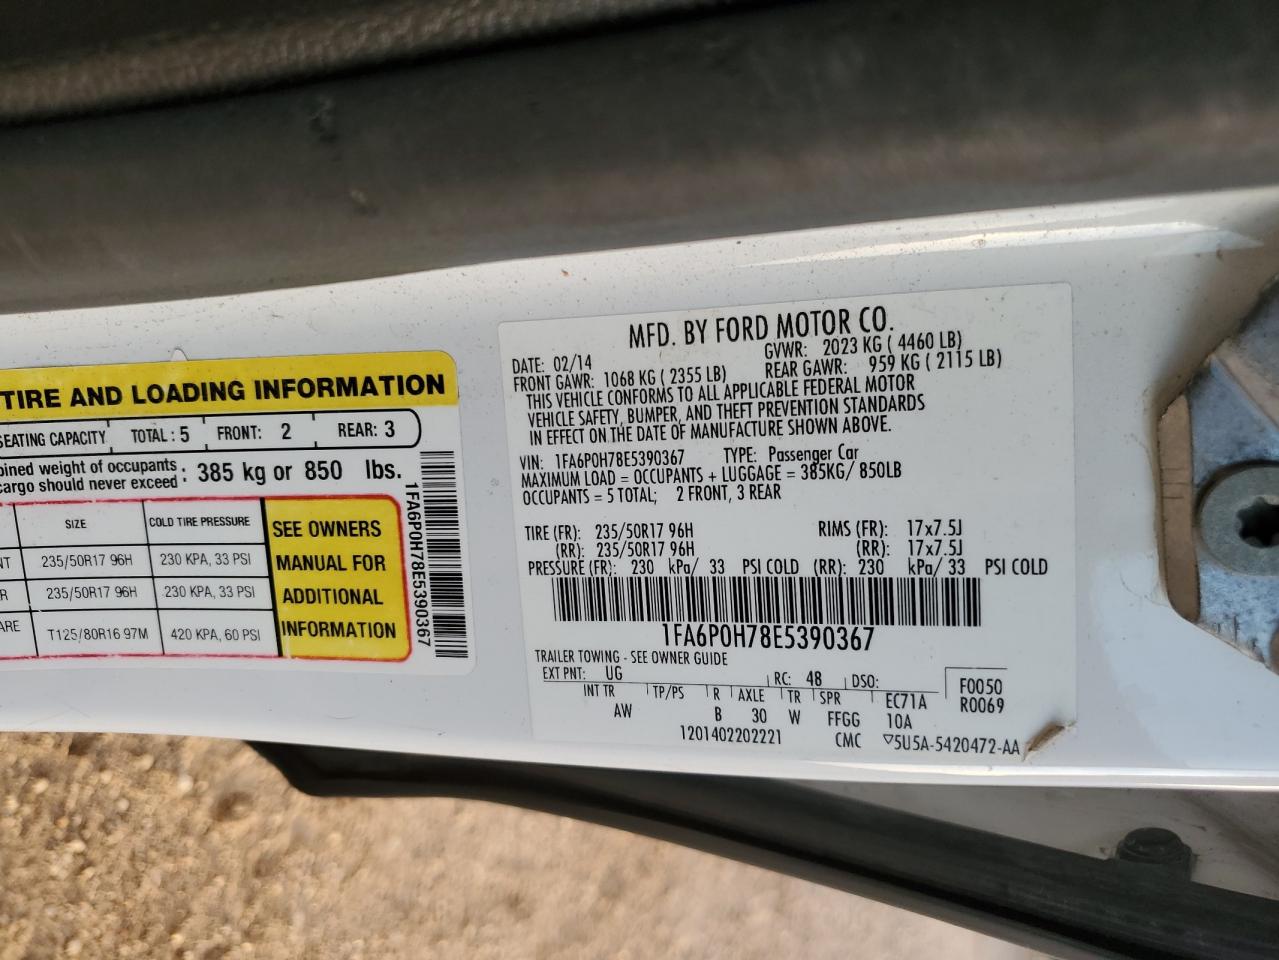 TIRE AND LOADING INFORMATION
SEATING CAPACITY TOTAL : 5 FRONT: 2 REAR: 3
bined weight of occupants
cargo should never exceed : 385 kg or 850 lbs.
SIZE COLD TIRE PRESSURE
NT 235/50R17 96H 230 KPA, 33 PSI
R 235/50R17 96H 230 KPA, 33 PSI
ARE T125/80R16 97M 420 KPA, 60 PSI
SEE OWNERS
MANUAL FOR
ADDITIONAL
INFORMATION
1FA6P0H78E5390367
MFD. BY FORD MOTOR CO.
DATE: 02/14 GVWR: 2023 KG ( 4460 LB)
FRONT GAWR: 1068 KG ( 2355 LB) REAR GAWR: 959 KG ( 2115 LB)
THIS VEHICLE CONFORMS TO ALL APPLICABLE FEDERAL MOTOR
VEHICLE SAFETY, BUMPER, AND THEFT PREVENTION STANDARDS
IN EFFECT ON THE DATE OF MANUFACTURE SHOWN ABOVE.
VIN: 1FA6P0H78E5390367 TYPE: Passenger Car
MAXIMUM LOAD = OCCUPANTS + LUGGAGE = 385KG/ 850LB
OCCUPANTS = 5 TOTAL; 2 FRONT, 3 REAR
TIRE (FR): 235/50R17 96H RIMS (FR): 17x7.5J
(RR): 235/50R17 96H (RR): 17x7.5J
PRESSURE (FR): 230 kPa/ 33 PSI COLD (RR): 230 kPa/ 33 PSI COLD
1FA6P0H78E5390367
TRAILER TOWING - SEE OWNER GUIDE
EXT PNT: UG RC: 48 DSO: F0050
INT TR TP/PS R AXLE TR SPR EC71A R0069
AW B 30 W FFGG 10A
1201402202221 CMC ▽5U5A-5420472-AA